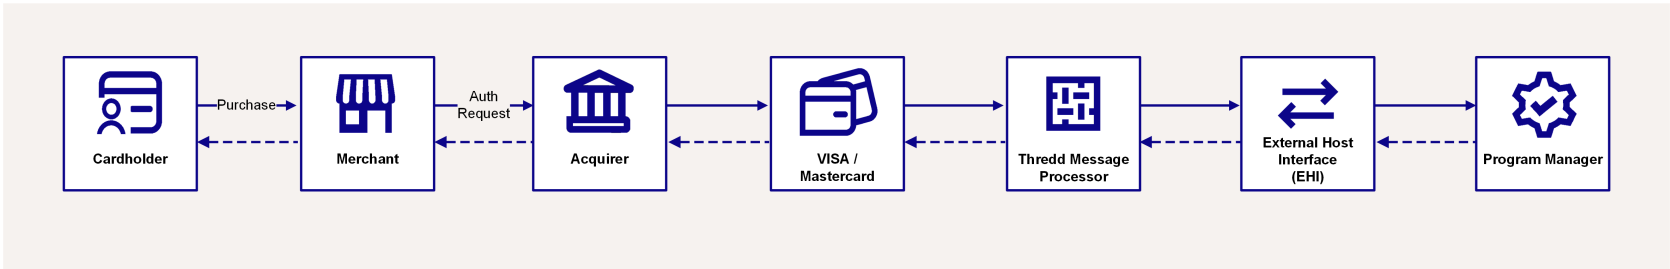 Purchase
Auth
Request
Cardholder
Merchant
Acquirer
VISA /
Mastercard
Thredd Message
Processor
External Host
Interface
(EHI)
Program Manager